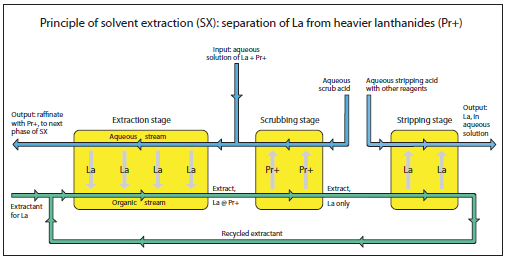 Principle of solvent extraction (SX): separation of La from heavier lanthanides (Pr+)
Input: aqueous
solution of La + Pr+
Aqueous
scrub acid
Aqueous stripping acid
with other reagents
Output: raffinate
with Pr+, to next
phase of SX
Extraction stage
Scrubbing stage
Stripping stage
Output:
La, in
aqueous
solution
Aqueous stream
La La La La
Pr+ Pr+
La La
Organic stream
Extractant
for La
Extract,
La @ Pr+
Extract,
La only
Recycled extractant